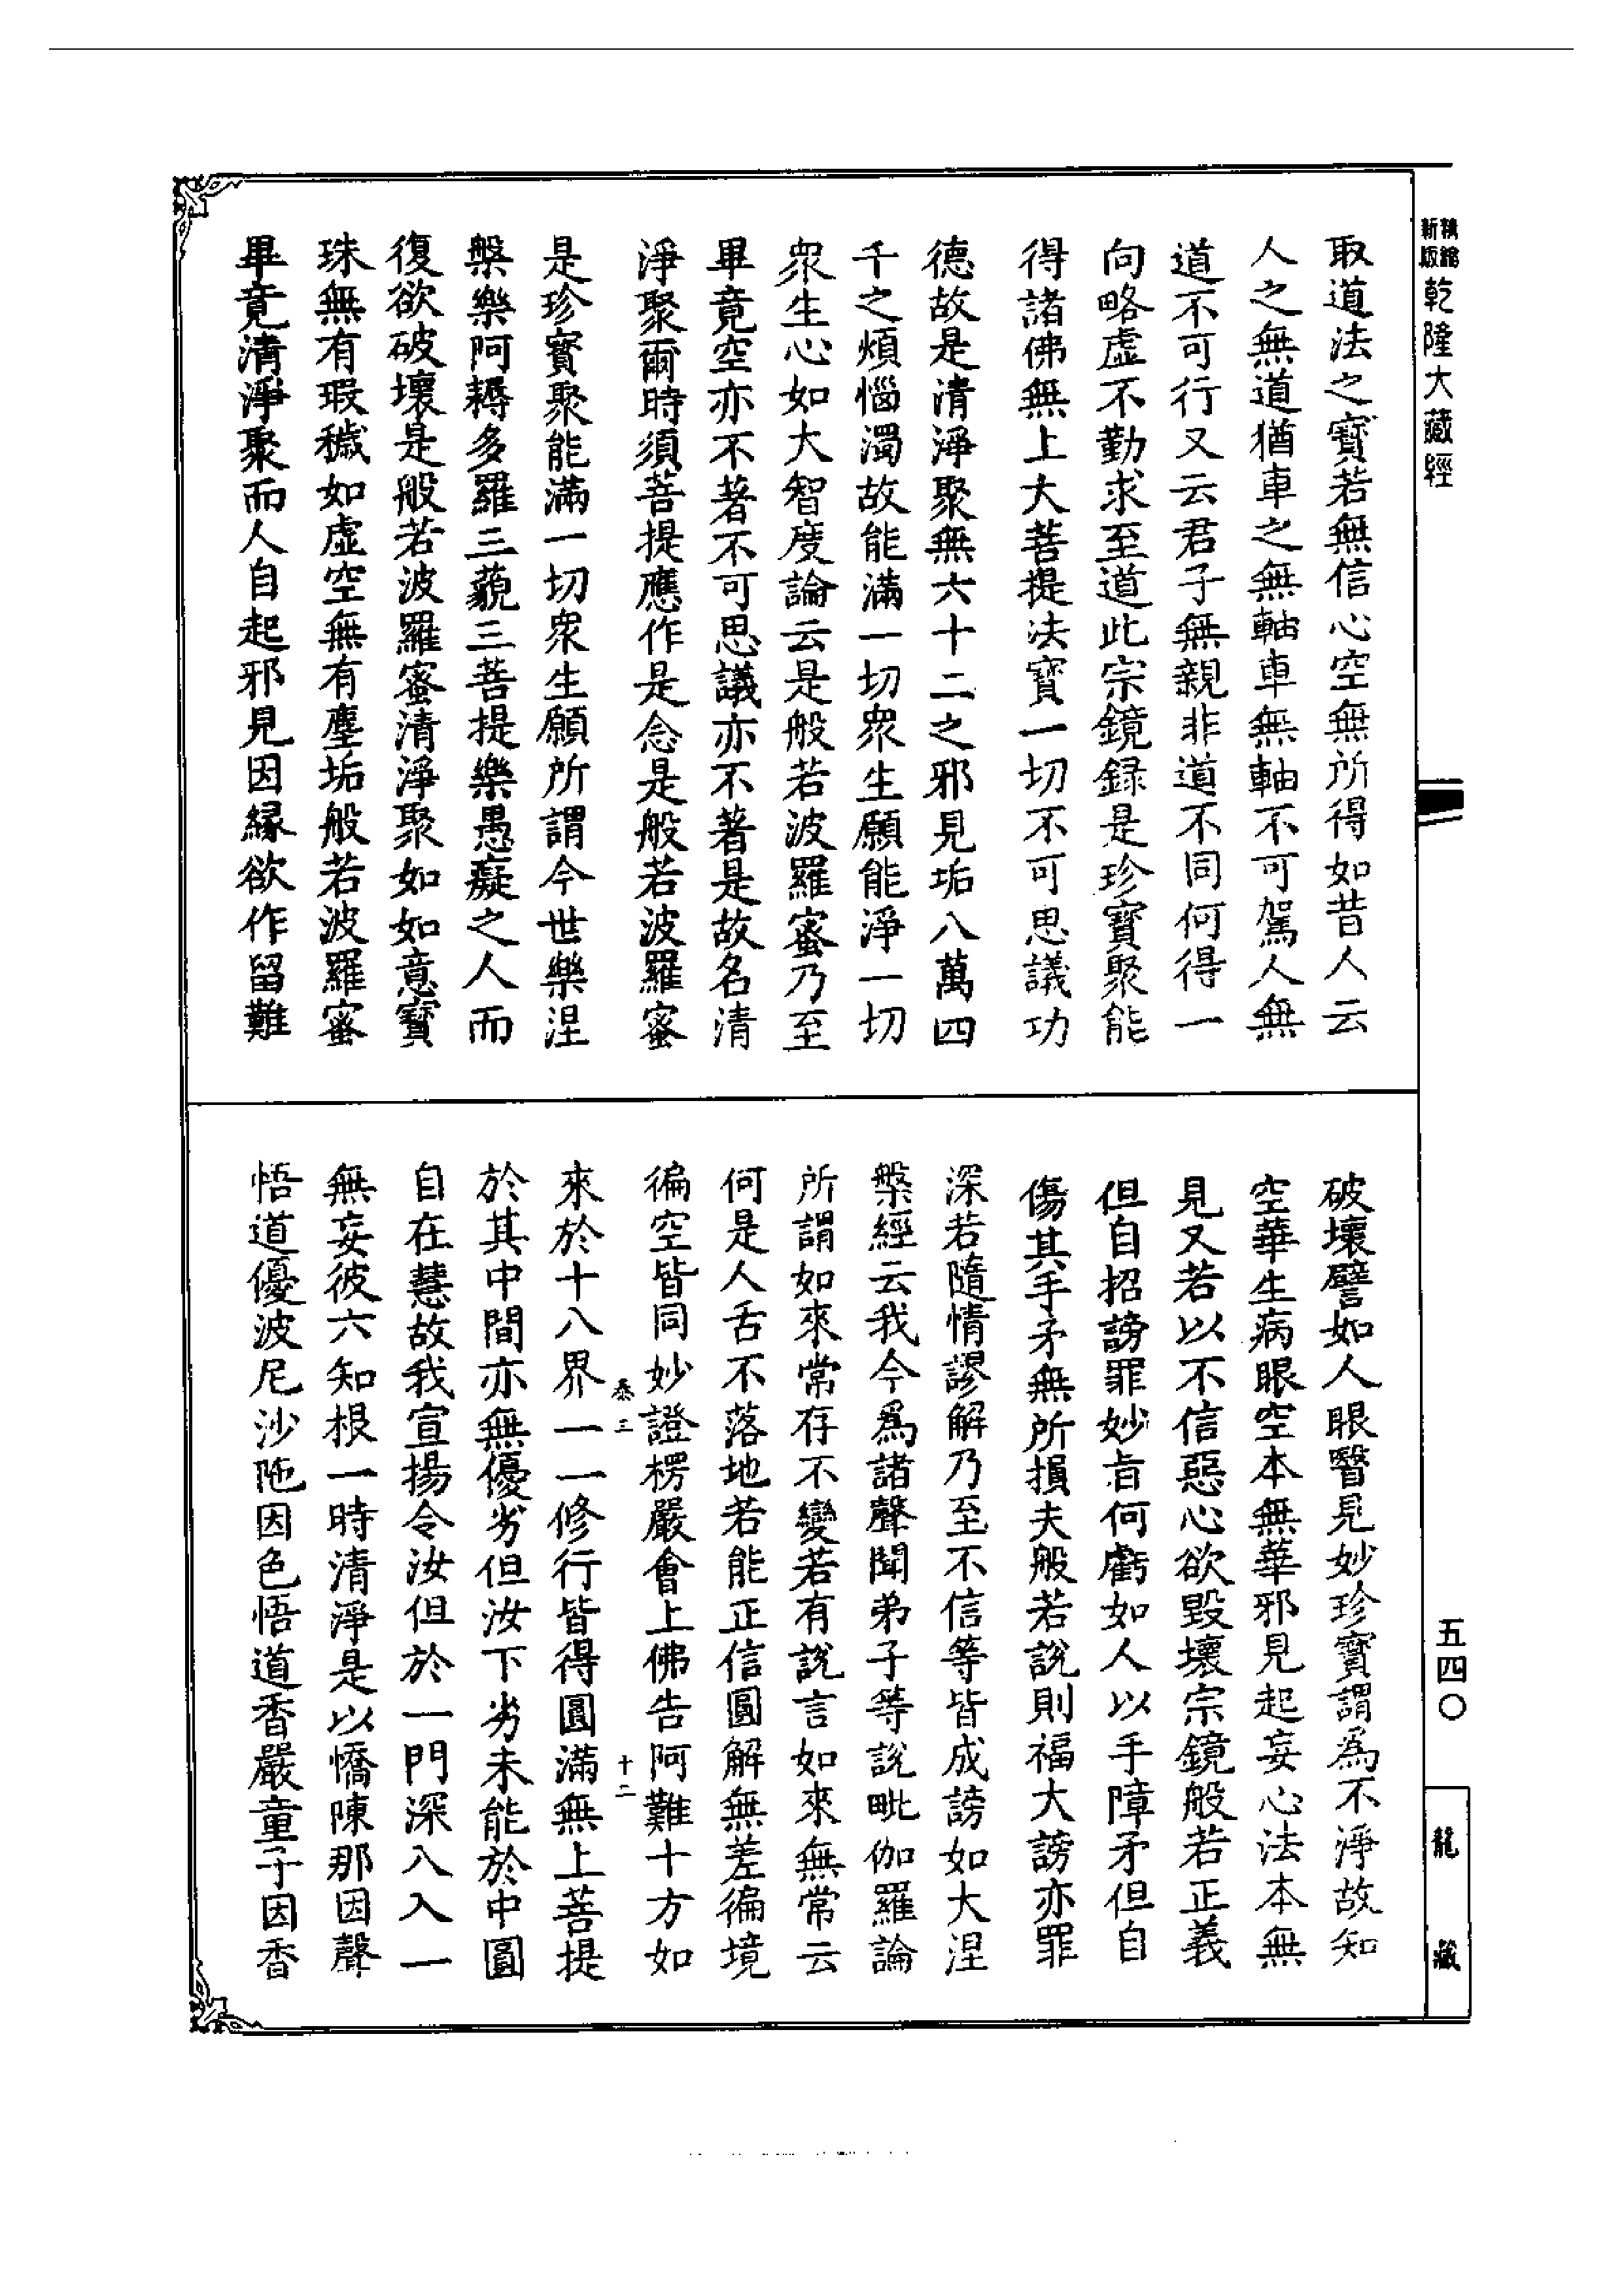 新版
精縮
乾隆大藏經
取道法之寶若無信心空無所得如昔人云
人之無道猶車之無軸車無軸不可駕人無
道不可行又云君子無親非道不同何得一
向略虛不勤求至道此宗鏡録是珍寶聚能
得諸佛無上大菩提法寶一切不可思議功
德故是清淨聚無六十二之邪見垢八萬四
千之煩惱濁故能滿一切眾生願能淨一切
眾生心如大智度論云是般若波羅蜜乃至
畢竟空亦不著不可思議亦不著是故名清
淨聚爾時須菩提應作是念是般若波羅蜜
是珍寶聚能滿一切眾生願所謂今世樂涅
槃樂阿耨多羅三藐三菩提樂愚癡之人而
復欲破壞是般若波羅蜜清淨聚如如意寶
珠無有瑕穢如虛空無有塵垢般若波羅蜜
畢竟清淨聚而人自起邪見因緣欲作留難
破壞譬如人眼瞖見妙珍寶謂為不淨故知
空華生病眼空本無華邪見起妄心法本無
見又若以不信惡心欲毀壞宗鏡般若正義
但自招謗罪妙旨何虧如人以手障矛但自
傷其手矛無所損夫般若說則福大謗亦罪
深若隨情謬解乃至不信等皆成謗如大涅
槃經云我今爲諸聲聞弟子等說毗伽羅論
所謂如來常存不變若有說言如來無常云
何是人舌不落地若能正信圓解無差徧境
徧空皆同妙證楞嚴會上佛告阿難十方如
泰三
十二
來於十八界一一修行皆得圓滿無上菩提
於其中間亦無優劣但汝下劣未能於中圓
自在慧故我宣揚令汝但於一門深入入一
無妄彼六知根一時清淨是以憍陳那因聲
悟道優波尼沙陁因色悟道香嚴童子因香
五四〇
龍藏